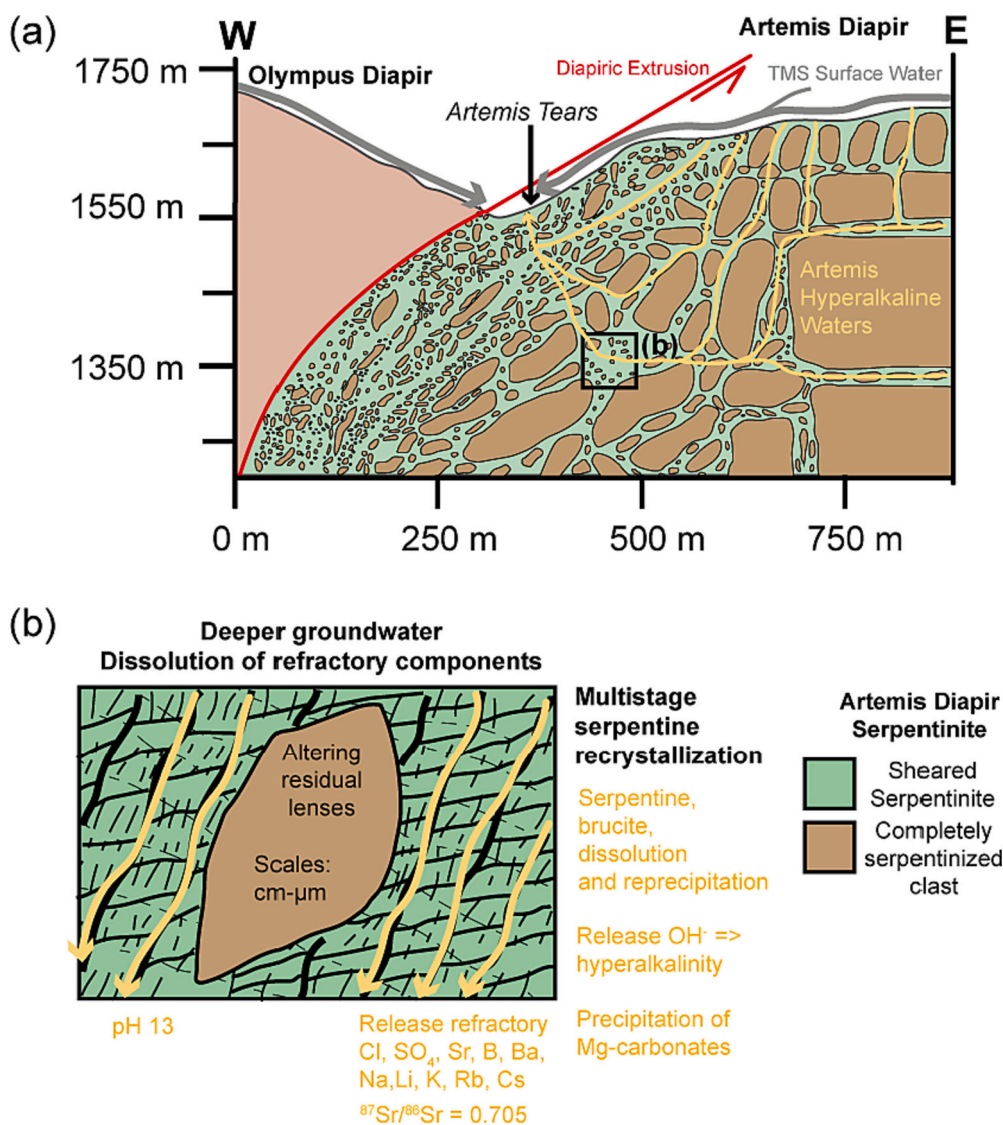 (a)
W
E
1750 m
1550 m
1350 m
Olympus Diapir
Artemis Diapir
Diapiric Extrusion
TMS Surface Water
Artemis Tears
Artemis
Hyperalkaline
Waters
(b)
0 m
250 m
500 m
750 m
(b)
Deeper groundwater
Dissolution of refractory components
Altering
residual
lenses
Scales:
cm-µm
pH 13
Release refractory
Cl, SO₄, Sr, B, Ba,
Na,Li, K, Rb, Cs
⁸⁷Sr/⁸⁶Sr = 0.705
Multistage
serpentine
recrystallization
Serpentine,
brucite,
dissolution
and reprecipitation
Release OH⁻ =>
hyperalkalinity
Precipitation of
Mg-carbonates
Artemis Diapir
Serpentinite
Sheared
Serpentinite
Completely
serpentinized
clast